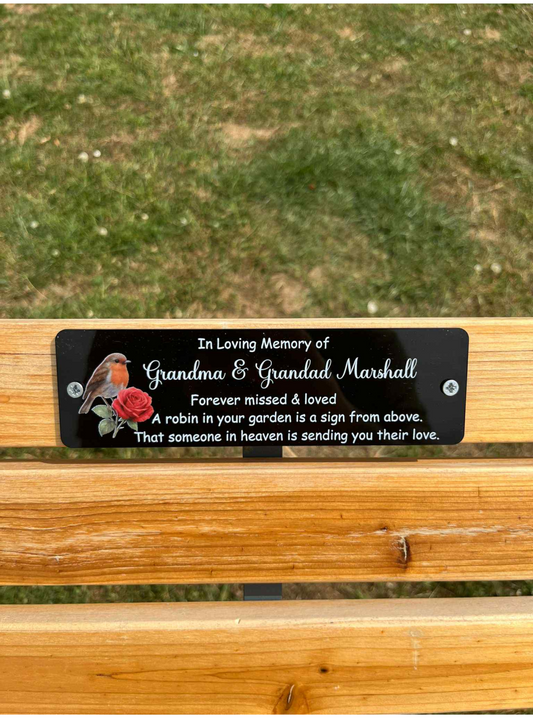 In Loving Memory of
Grandma & Grandad Marshall
Forever missed & loved
A robin in your garden is a sign from above.
That someone in heaven is sending you their love.